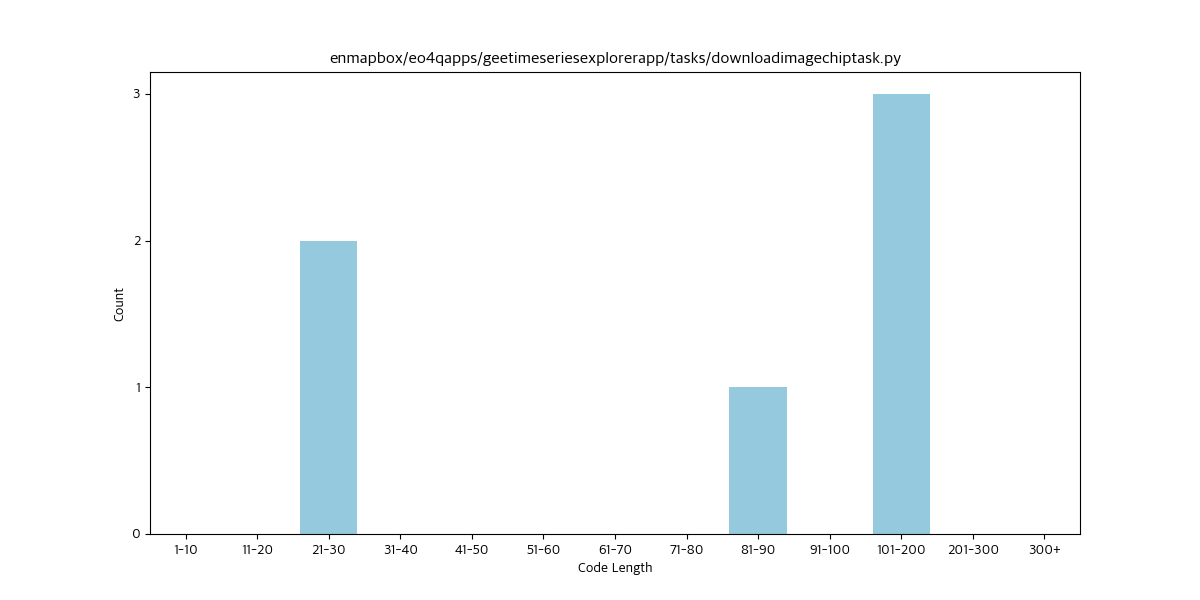 enmapbox/eo4qapps/geetimeseriesexplorerapp/tasks/downloadimagechiptask.py
3
2
1
0
Count
1-10 11-20 21-30 31-40 41-50 51-60 61-70 71-80 81-90 91-100 101-200 201-300 300+
Code Length